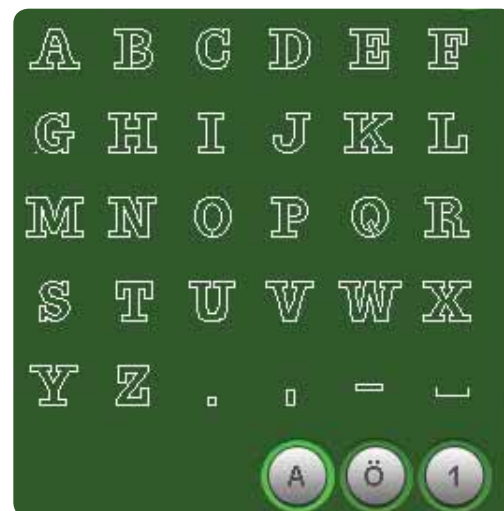 A B C D E F
G H I J K L
M N O P Q R
S T U V W X
Y Z . , - ⎵
A Ö 1